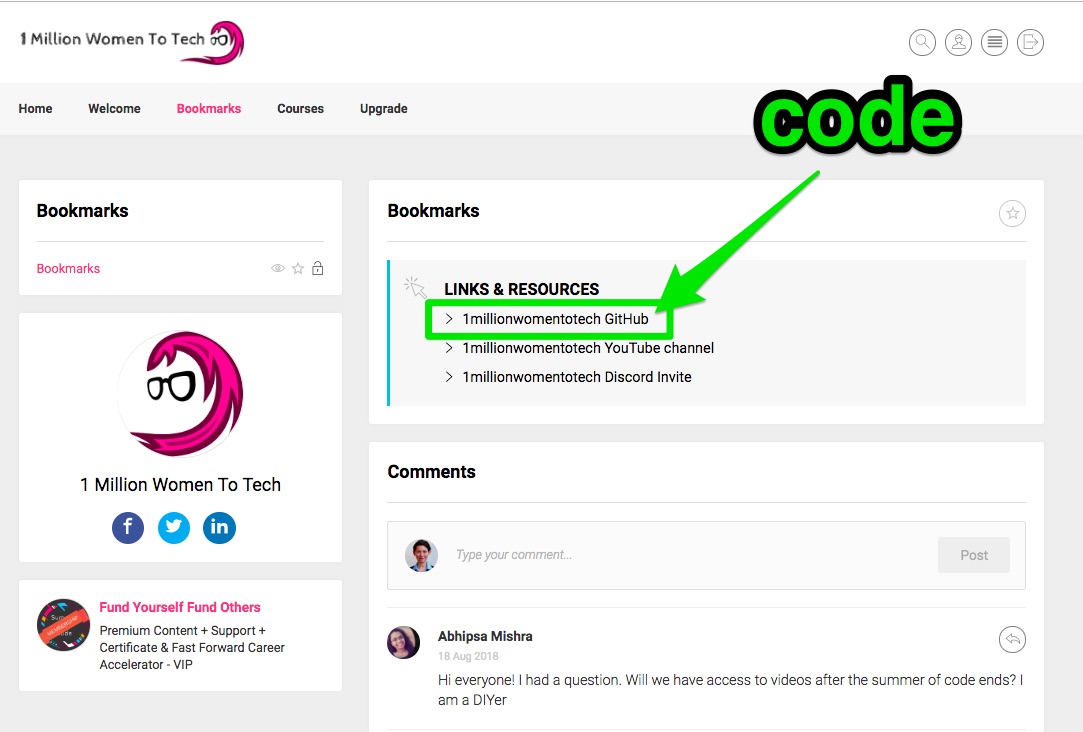 1 Million Women To Tech
Home Welcome Bookmarks Courses Upgrade
code
Bookmarks
Bookmarks
1 Million Women To Tech
f
in
Fund Yourself Fund Others
Premium Content + Support +
Certificate & Fast Forward Career
Accelerator - VIP
Bookmarks
LINKS & RESOURCES
1millionwomentotech GitHub
1millionwomentotech YouTube channel
1millionwomentotech Discord Invite
Comments
Type your comment...
Post
Abhipsa Mishra
18 Aug 2018
Hi everyone! I had a question. Will we have access to videos after the summer of code ends? I
am a DIYer